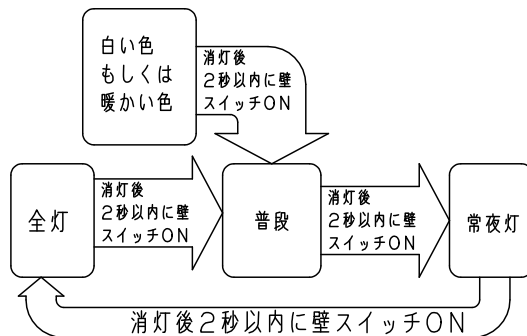 白い色
もしくは
暖かい色
消灯後
2秒以内に壁
スイッチON
全灯
消灯後
2秒以内に壁
スイッチON
普段
消灯後
2秒以内に壁
スイッチON
常夜灯
消灯後2秒以内に壁スイッチON